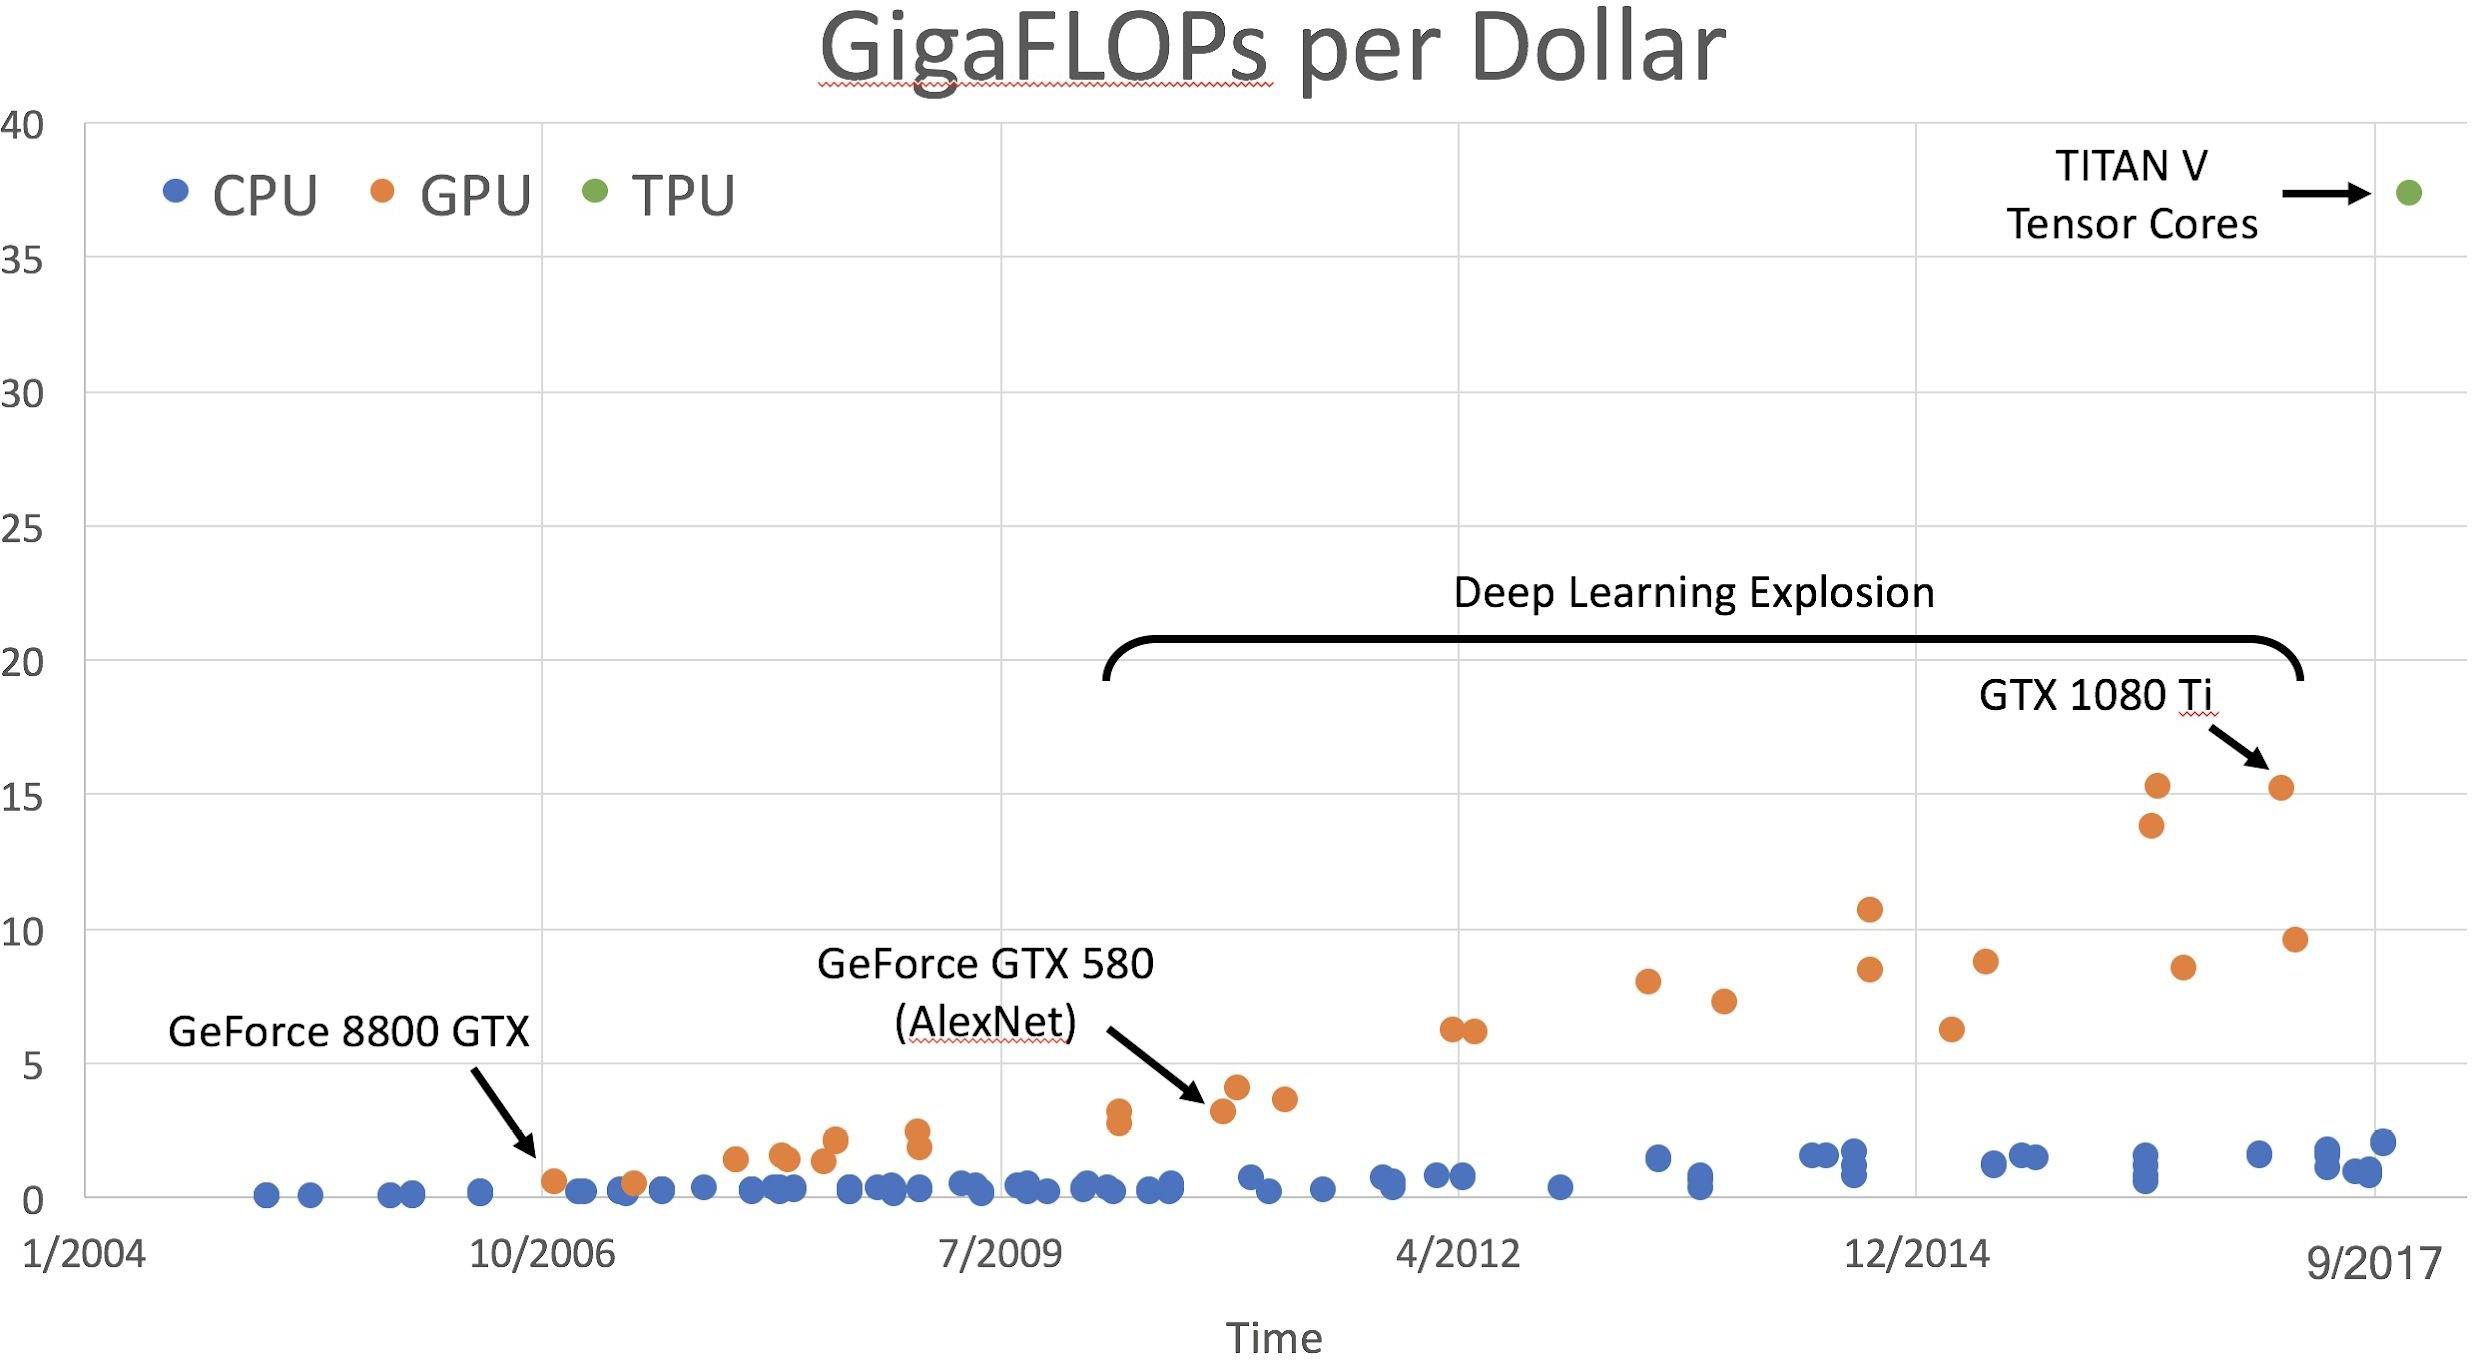 GigaFLOPs per Dollar
40
CPU GPU TPU
TITAN V
Tensor Cores
35
30
25
Deep Learning Explosion
20
GTX 1080 Ti
15
10
GeForce GTX 580
(AlexNet)
GeForce 8800 GTX
5
0
1/2004 10/2006 7/2009 4/2012 12/2014 9/2017
Time